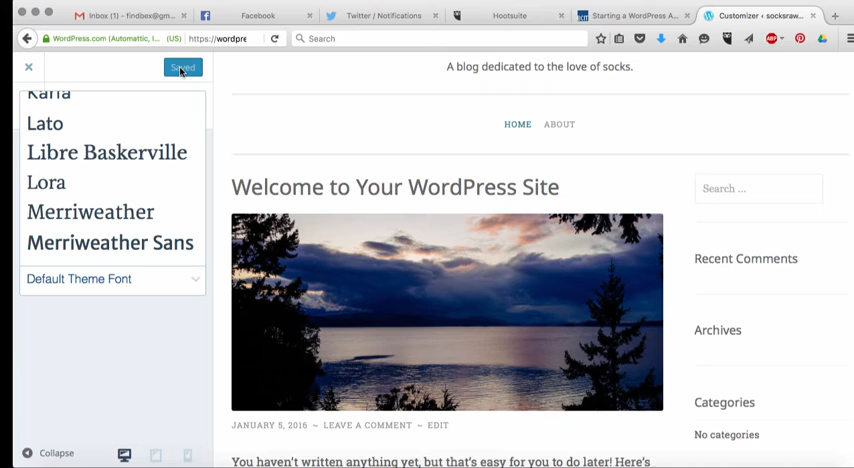 Inbox (1) - findbex@gm...
Facebook
Twitter / Notifications
Hootsuite
Starting a WordPress A...
Customizer ‹ socksraw...
WordPress.com (Automattic, I... (US)
https://wordpre
Search
ABP
Saved
A blog dedicated to the love of socks.
HOME ABOUT
Karla
Lato
Libre Baskerville
Lora
Merriweather
Merriweather Sans
Default Theme Font
Collapse
Welcome to Your WordPress Site
JANUARY 5, 2016 ~ LEAVE A COMMENT ~ EDIT
You haven't written anything yet, but that's easy for you to do later! Here's
Search ...
Recent Comments
Archives
Categories
No categories